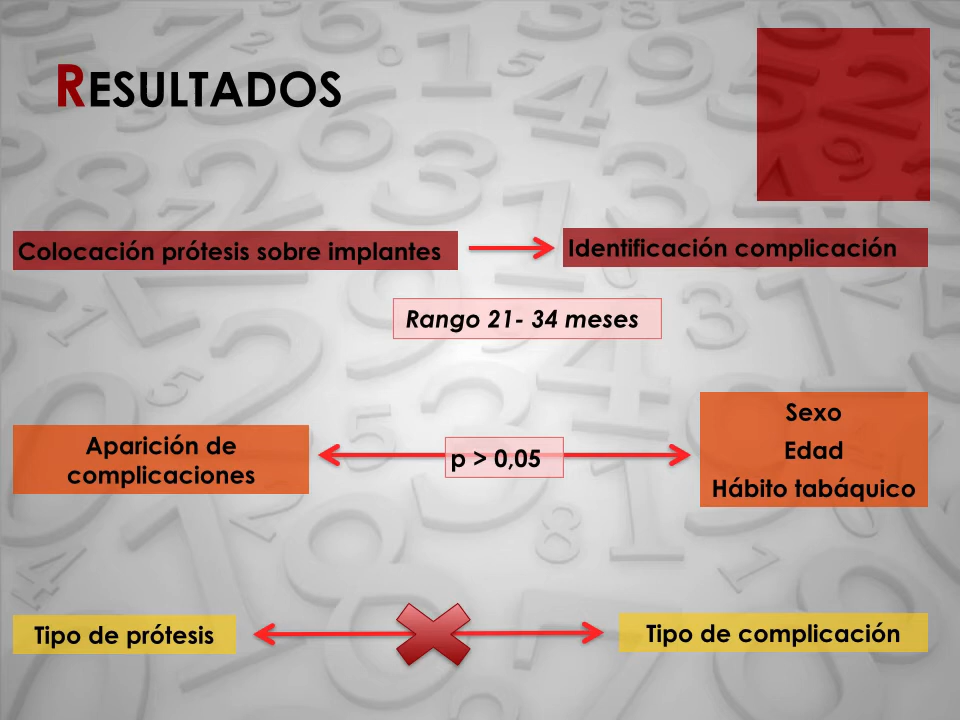 RESULTADOS
Colocación prótesis sobre implantes
Identificación complicación
Rango 21- 34 meses
Aparición de
complicaciones
p > 0,05
Sexo
Edad
Hábito tabáquico
Tipo de prótesis
Tipo de complicación